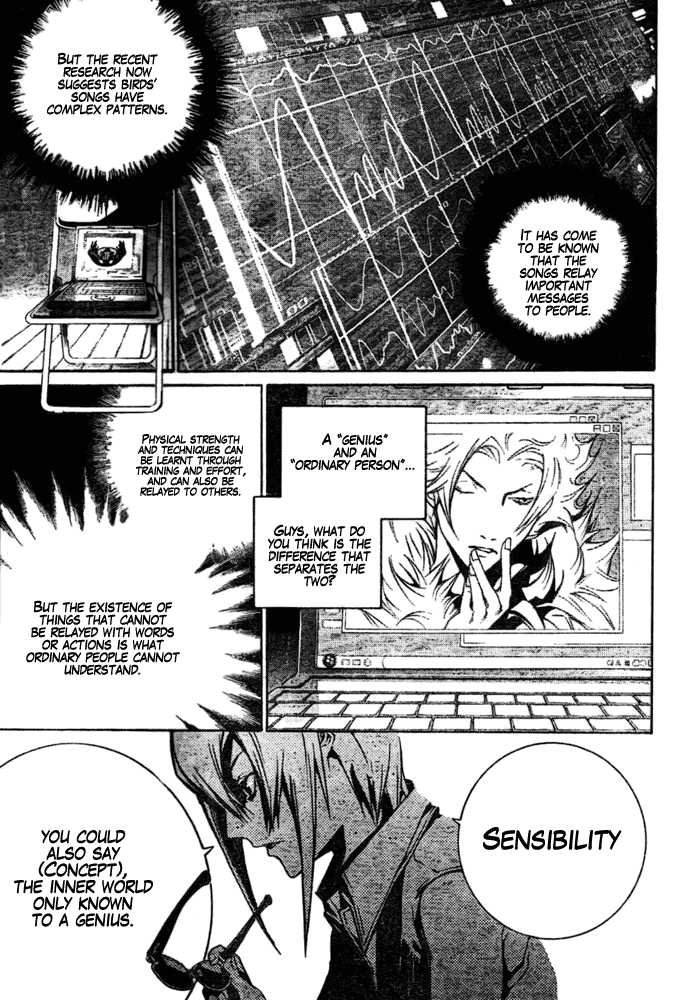 BUT THE RECENT
RESEARCH NOW
SUGGESTS BIRDS'
SONGS HAVE
COMPLEX PATTERNS.
IT HAS COME
TO BE KNOWN
THAT THE
SONGS RELAY
IMPORTANT
MESSAGES
TO PEOPLE.
A "GENIUS"
AND AN
"ORDINARY PERSON"...
GUYS, WHAT DO
YOU THINK IS THE
DIFFERENCE THAT
SEPARATES THE
TWO?
PHYSICAL STRENGTH
AND TECHNIQUES CAN
BE LEARNT THROUGH
TRAINING AND EFFORT,
AND CAN ALSO BE
RELAYED TO OTHERS.
BUT THE EXISTENCE OF
THINGS THAT CANNOT
BE RELAYED WITH WORDS
OR ACTIONS IS WHAT
ORDINARY PEOPLE CANNOT
UNDERSTAND.
SENSIBILITY
YOU COULD
ALSO SAY
(CONCEPT),
THE INNER WORLD
ONLY KNOWN
TO A GENIUS.